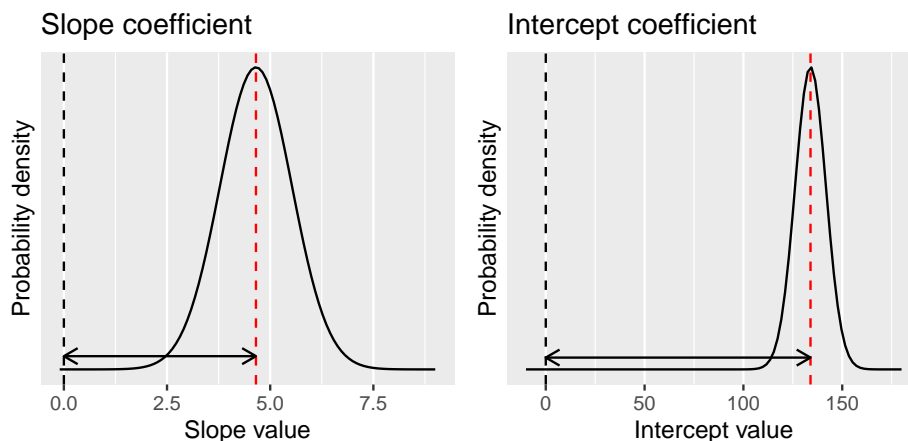 Slope coefficient
Probability density
0.0 2.5 5.0 7.5
Slope value
Intercept coefficient
Probability density
0 50 100 150
Intercept value